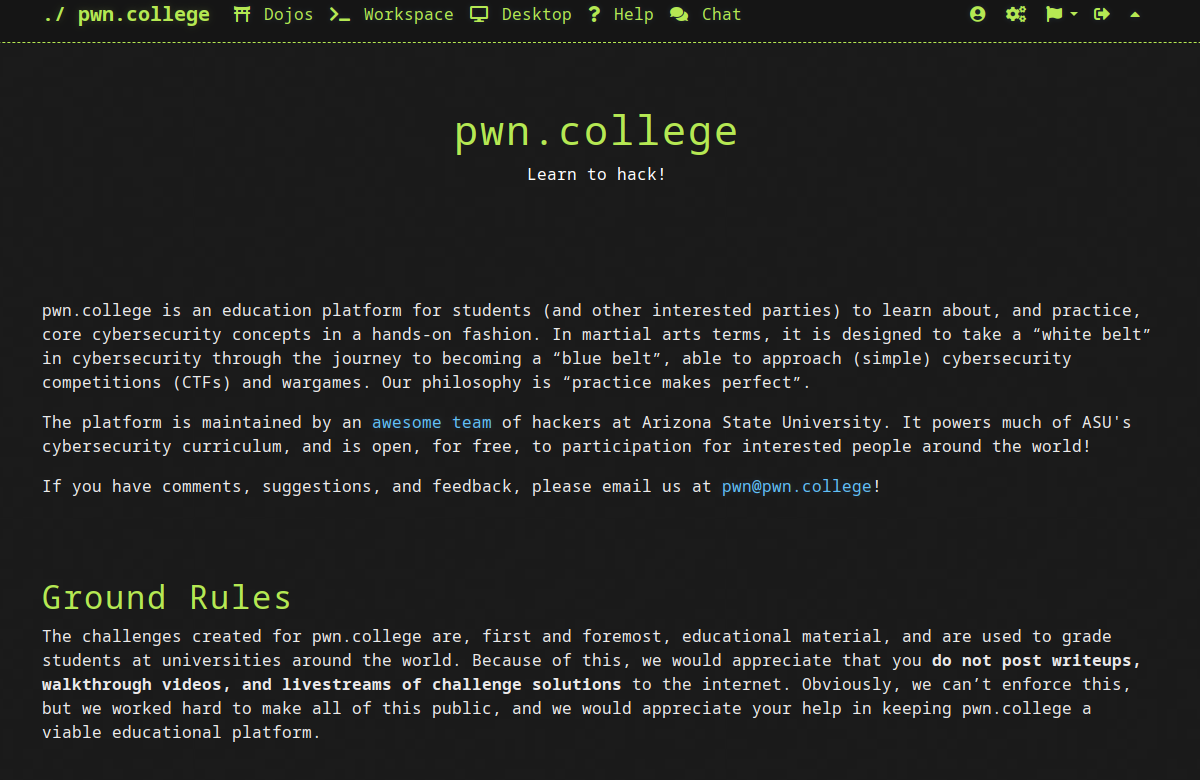 ./ pwn.college Dojos Workspace Desktop ? Help Chat
pwn.college
Learn to hack!
pwn.college is an education platform for students (and other interested parties) to learn about, and practice,
core cybersecurity concepts in a hands-on fashion. In martial arts terms, it is designed to take a “white belt”
in cybersecurity through the journey to becoming a “blue belt”, able to approach (simple) cybersecurity
competitions (CTFs) and wargames. Our philosophy is “practice makes perfect”.
The platform is maintained by an awesome team of hackers at Arizona State University. It powers much of ASU's
cybersecurity curriculum, and is open, for free, to participation for interested people around the world!
If you have comments, suggestions, and feedback, please email us at pwn@pwn.college!
Ground Rules
The challenges created for pwn.college are, first and foremost, educational material, and are used to grade
students at universities around the world. Because of this, we would appreciate that you do not post writeups,
walkthrough videos, and livestreams of challenge solutions to the internet. Obviously, we can’t enforce this,
but we worked hard to make all of this public, and we would appreciate your help in keeping pwn.college a
viable educational platform.